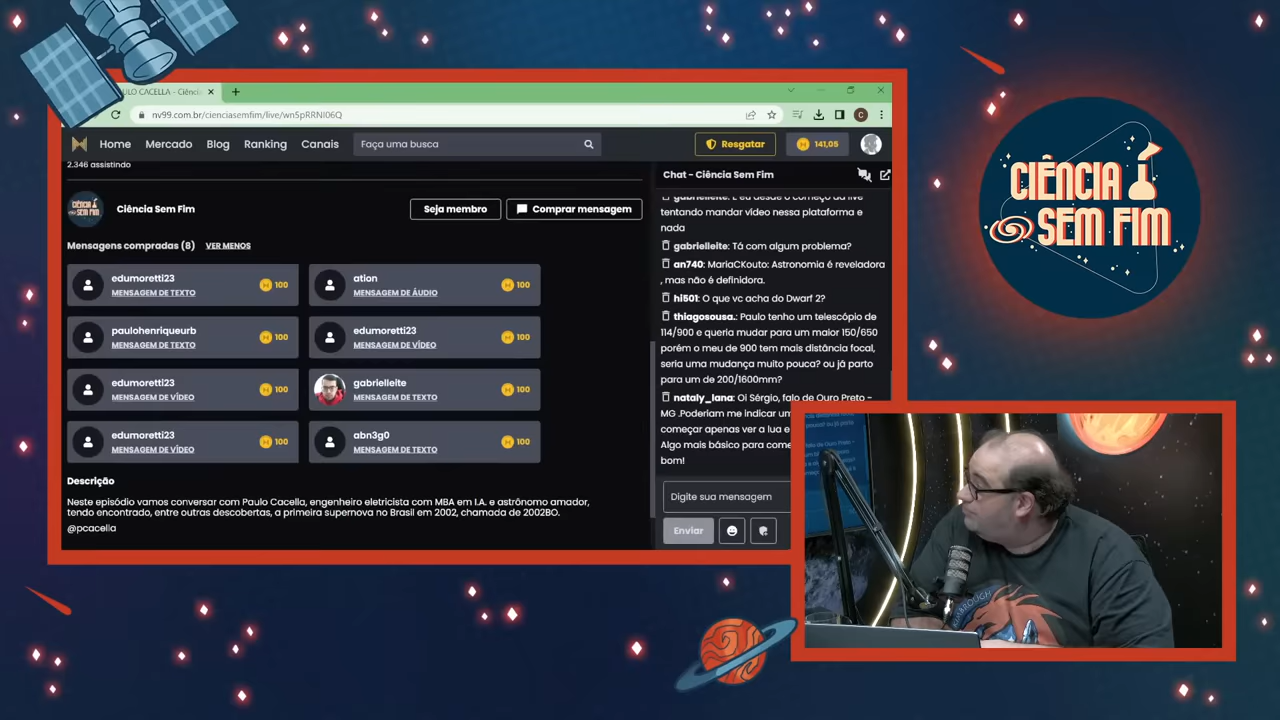 ULO CACELLA - Ciênci
nv99.com.br/cienciasemfim/live/wn5pRRNI06Q
C
Home
Mercado
Blog
Ranking
Canais
Faça uma busca
Resgatar
141,05
2.346 assistindo
Ciência Sem Fim
Seja membro
Comprar mensagem
Mensagens compradas (8) VER MENOS
edumoretti23
MENSAGEM DE TEXTO
100
ation
MENSAGEM DE ÁUDIO
100
paulohenriqueurb
MENSAGEM DE TEXTO
100
edumoretti23
MENSAGEM DE VÍDEO
100
edumoretti23
MENSAGEM DE VÍDEO
100
gabriellelte
MENSAGEM DE TEXTO
100
edumoretti23
MENSAGEM DE VÍDEO
100
abn3g0
MENSAGEM DE TEXTO
100
Descrição
Neste episódio vamos conversar com Paulo Cacella, engenheiro eletricista com MBA em I.A. e astrônomo amador,
tendo encontrado, entre outras descobertas, a primeira supernova no Brasil em 2002, chamada de 2002BO.
@pcacella
Chat - Ciência Sem Fim
tentando mandar vídeo nessa plataforma e
nada
gabrielleite: Tá com algum problema?
an740: MariaCKouto: Astronomia é reveladora
, mas não é definidora.
hi501: O que vc acha do Dwarf 2?
thiagosousa.: Paulo tenho um telescópio de
114/900 e queria mudar para um maior 150/650
porém o meu de 900 tem mais distância focal,
seria uma mudança muito pouca? ou já parto
para um de 200/1600mm?
nataly_lana: Oi Sérgio, falo de Ouro Preto -
MG .Poderiam me indicar um
começar apenas ver a lua e
Algo mais básico para come
bom!
Digite sua mensagem
Enviar
CIÊNCIA
SEM FIM